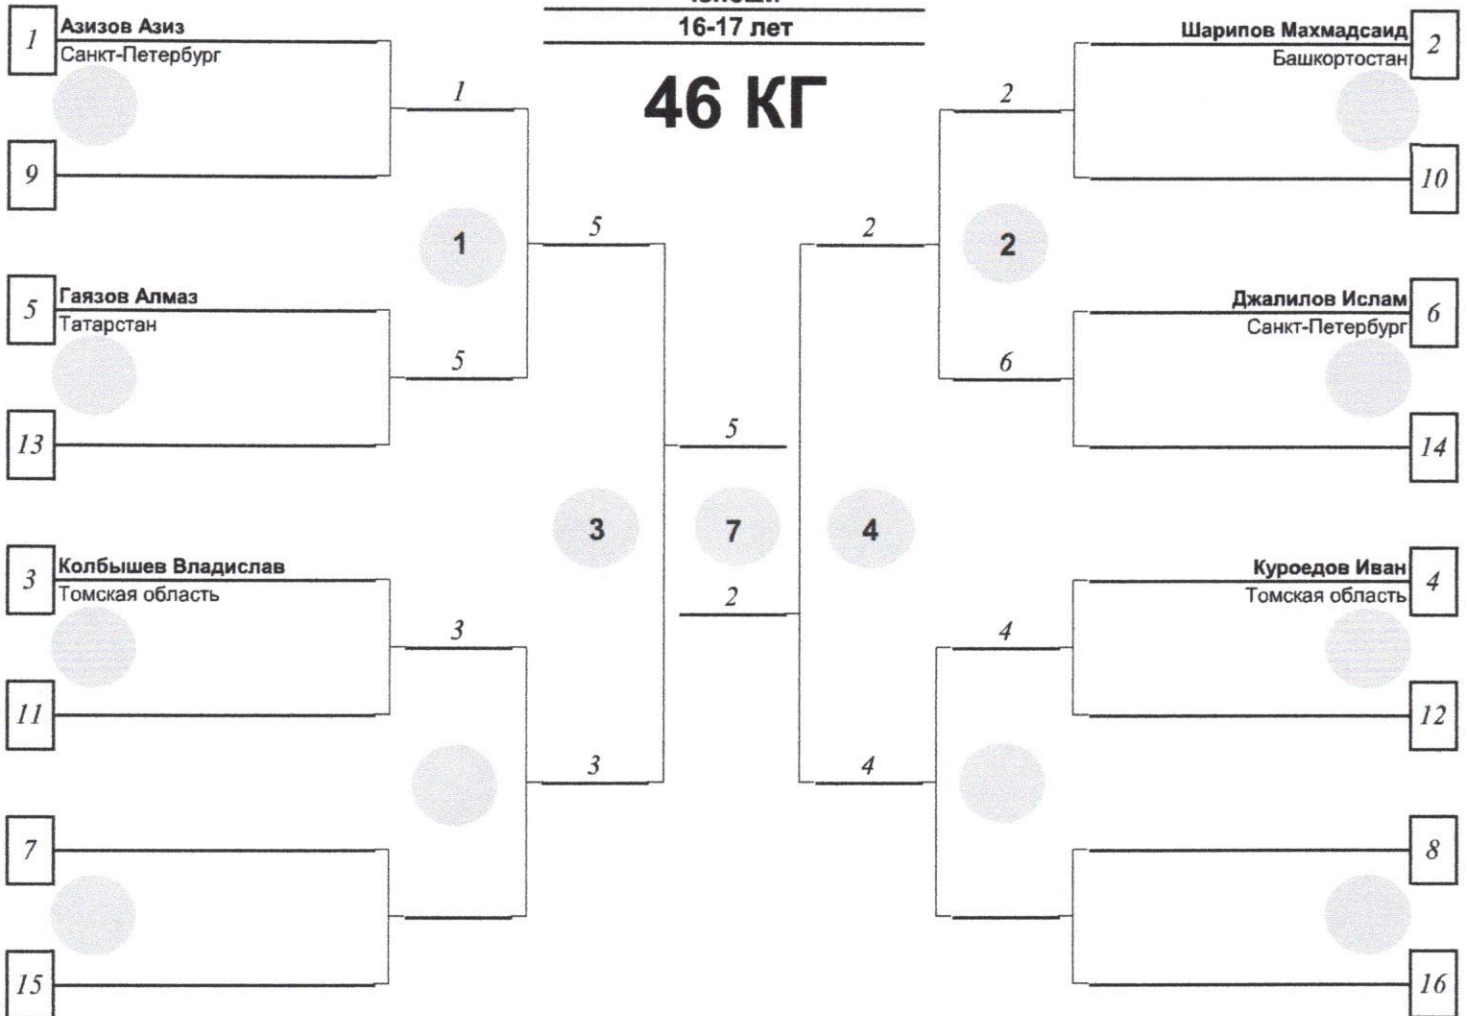 16-17 лет
46 КГ
1
Азизов Азиз
Санкт-Петербург
1
9
1
5
5
Гаязов Алмаз
Татарстан
5
13
3
Колбышев Владислав
Томская область
3
11
3
7
15
3
5
7
2
4
Шарипов Махмадсаид
2
Башкортостан
2
10
2
2
Джалилов Ислам
6
Санкт-Петербург
6
14
Куроедов Иван
4
Томская область
4
12
4
8
16